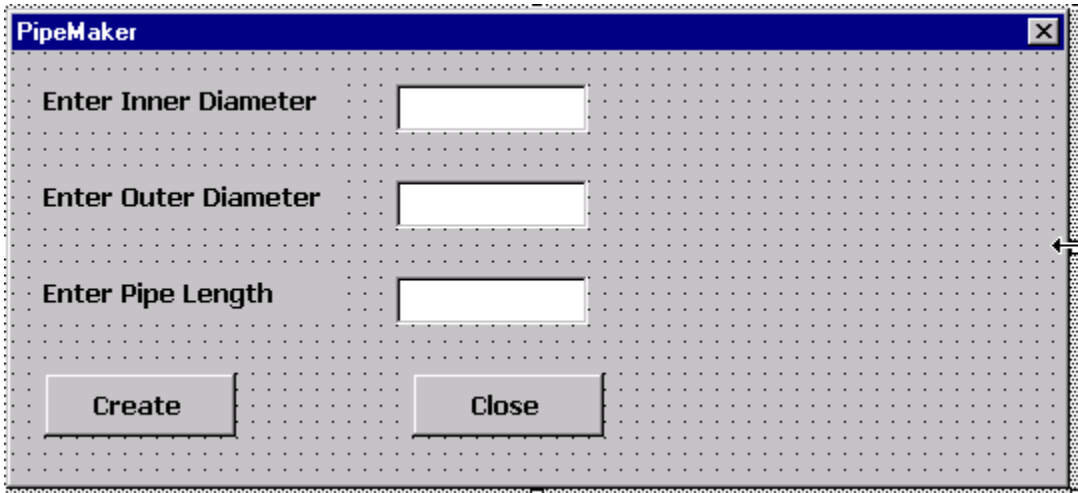 PipeMaker
Enter Inner Diameter
Enter Outer Diameter
Enter Pipe Length
Create Close